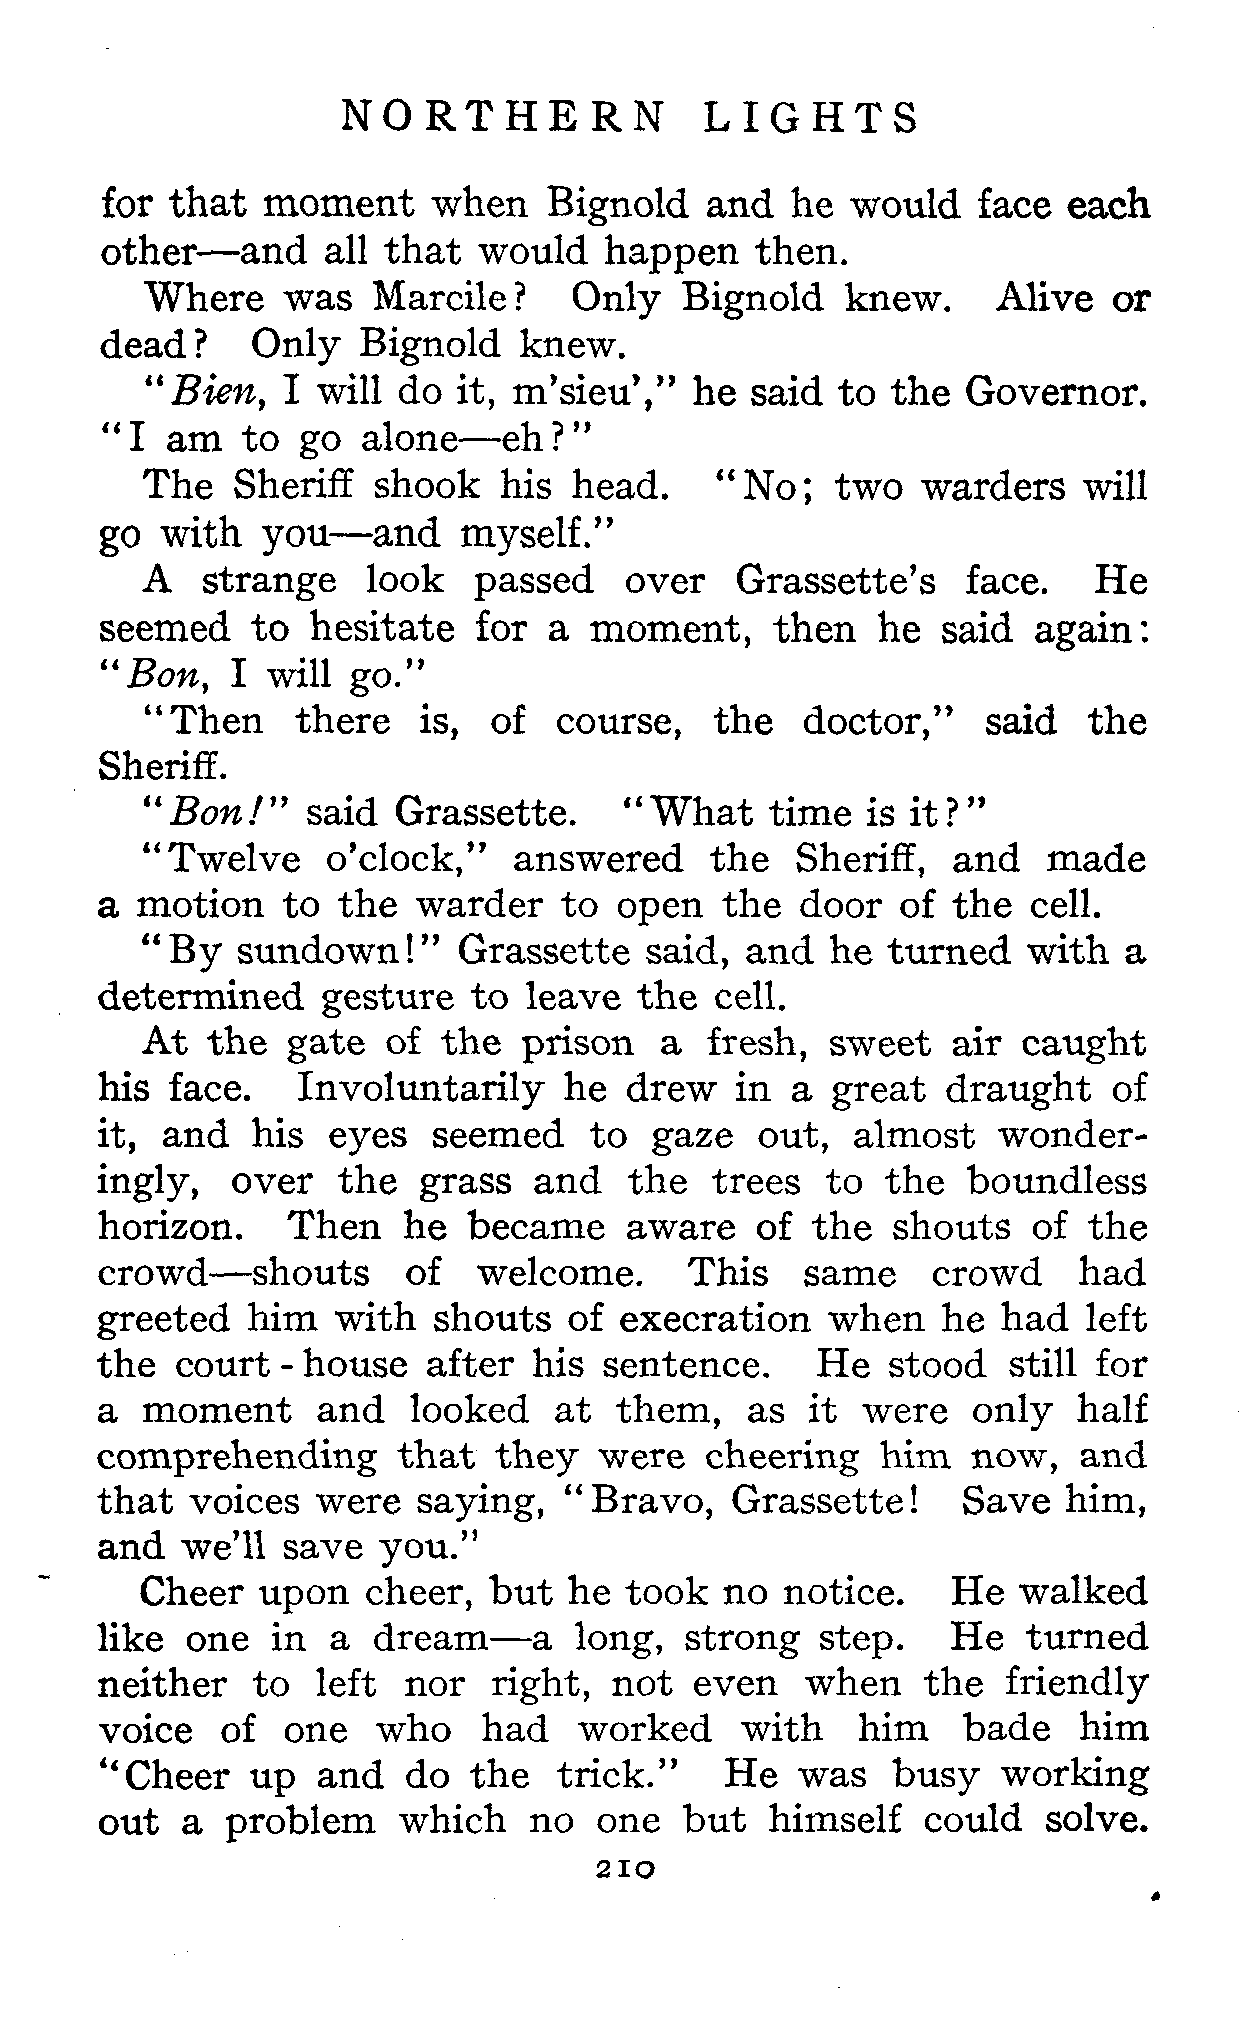 NORTHERN LIGHTS
for that moment when Bignold and he would face each
other—and all that would happen then.
Where was Marcile? Only Bignold knew. Alive or
dead? Only Bignold knew.
"Bien, I will do it, m'sieu'," he said to the Governor.
"I am to go alone—eh?"
The Sheriff shook his head. "No; two warders will
go with you—and myself."
A strange look passed over Grassette's face. He
seemed to hesitate for a moment, then he said again:
"Bon, I will go."
"Then there is, of course, the doctor," said the
Sheriff.
"Bon!" said Grassette. "What time is it?"
"Twelve o'clock," answered the Sheriff, and made
a motion to the warder to open the door of the cell.
"By sundown!" Grassette said, and he turned with a
determined gesture to leave the cell.
At the gate of the prison a fresh, sweet air caught
his face. Involuntarily he drew in a great draught of
it, and his eyes seemed to gaze out, almost wonder-
ingly, over the grass and the trees to the boundless
horizon. Then he became aware of the shouts of the
crowd—shouts of welcome. This same crowd had
greeted him with shouts of execration when he had left
the court-house after his sentence. He stood still for
a moment and looked at them, as it were only half
comprehending that they were cheering him now, and
that voices were saying, "Bravo, Grassette! Save him,
and we'll save you."
Cheer upon cheer, but he took no notice. He walked
like one in a dream—a long, strong step. He turned
neither to left nor right, not even when the friendly
voice of one who had worked with him bade him
"Cheer up and do the trick." He was busy working
out a problem which no one but himself could solve.
210